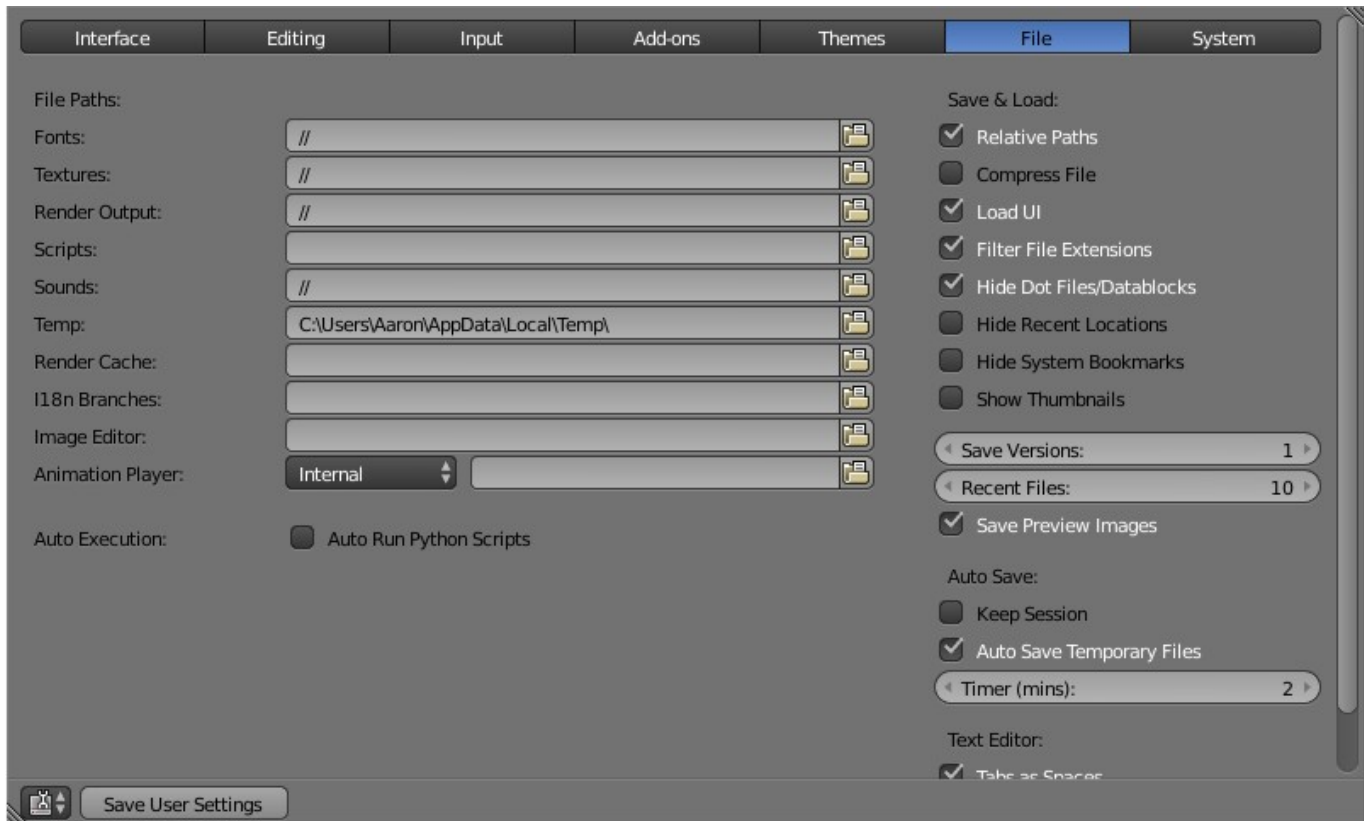 Interface Editing Input Add-ons Themes File System
File Paths:
Fonts: //
Textures: //
Render Output: //
Scripts:
Sounds: //
Temp: C:\Users\Aaron\AppData\Local\Temp\
Render Cache:
I18n Branches:
Image Editor:
Animation Player: Internal
Auto Execution: Auto Run Python Scripts
Save & Load:
Relative Paths
Compress File
Load UI
Filter File Extensions
Hide Dot Files/Datablocks
Hide Recent Locations
Hide System Bookmarks
Show Thumbnails
Save Versions: 1
Recent Files: 10
Save Preview Images
Auto Save:
Keep Session
Auto Save Temporary Files
Timer (mins): 2
Text Editor:
Tabs as Spaces
Save User Settings